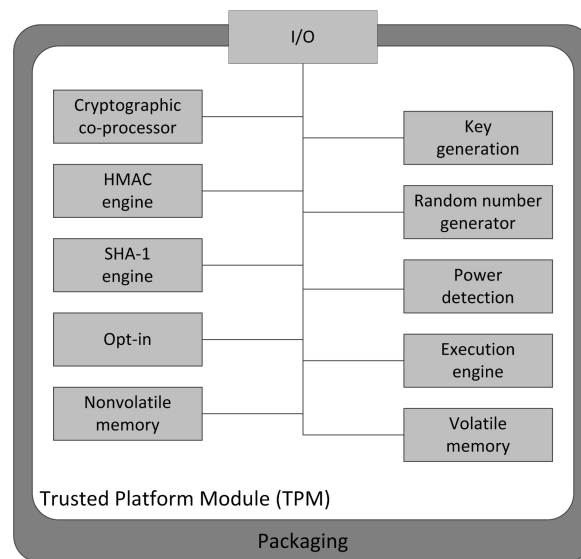 I/O
Cryptographic
co-processor
HMAC
engine
SHA-1
engine
Opt-in
Nonvolatile
memory
Key
generation
Random number
generator
Power
detection
Execution
engine
Volatile
memory
Trusted Platform Module (TPM)
Packaging